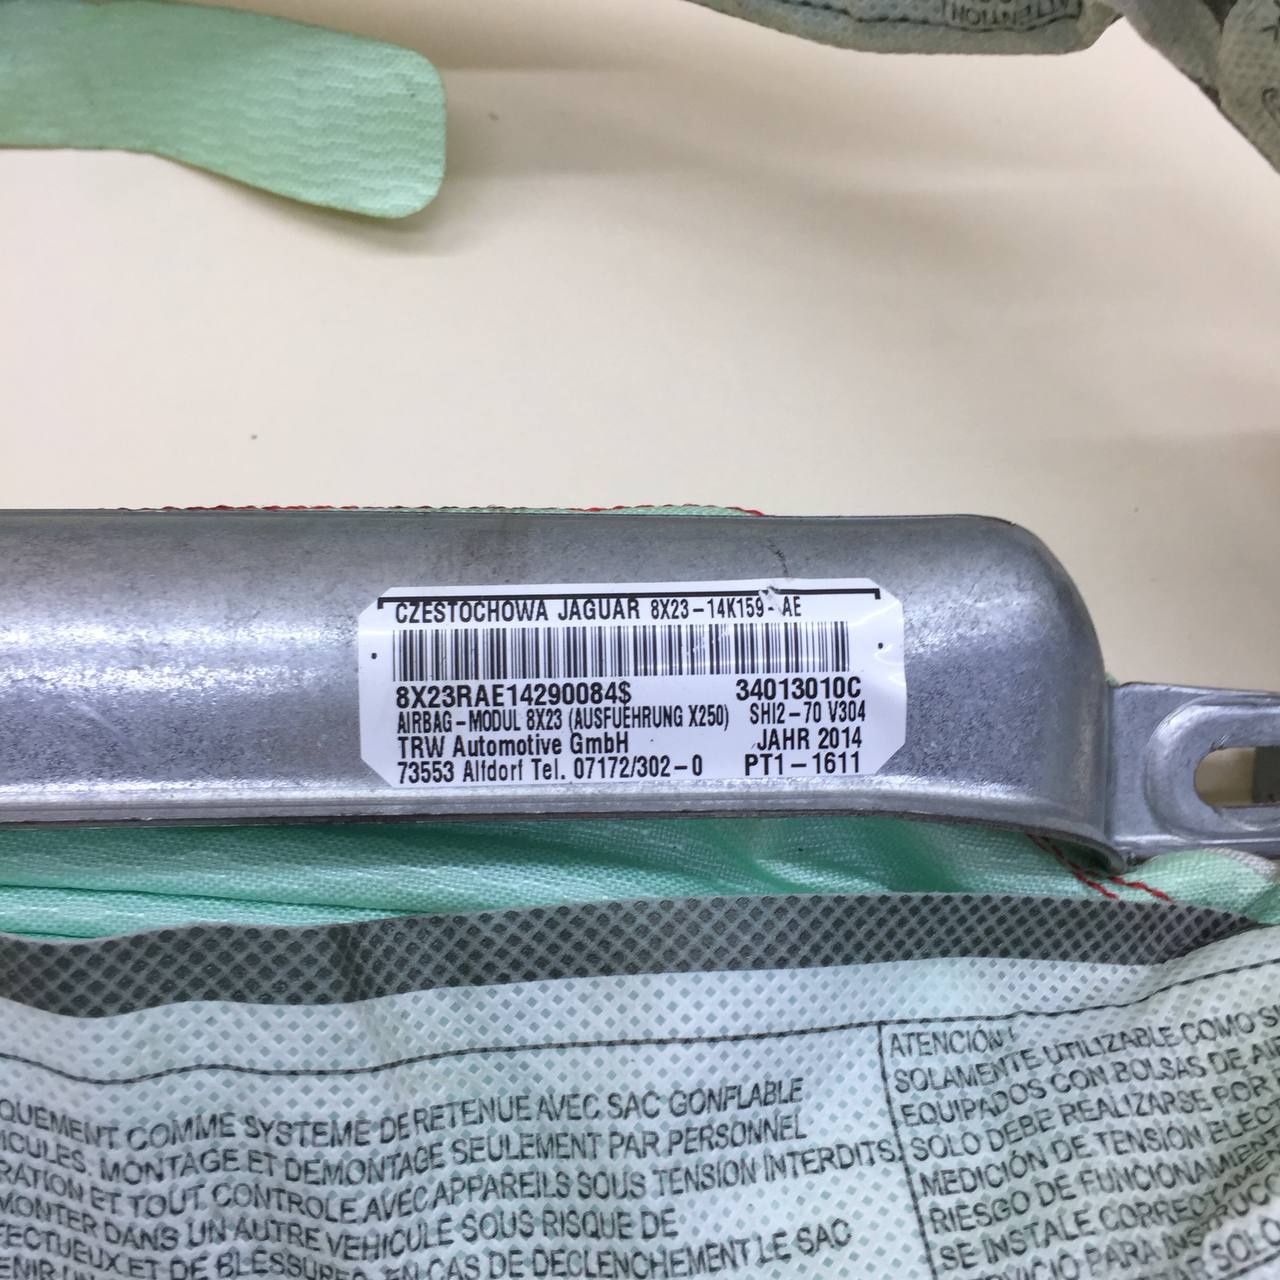 ATTENTION
CZESTOCHOWA JAGUAR 8X23-14K159-AE
8X23RAE14290084$ 34013010C
AIRBAG-MODUL 8X23 (AUSFUEHRUNG X250) SHI2-70 V304
TRW Automotive GmbH JAHR 2014
73553 Alfdorf Tel. 07172/302-0 PT1-1611
COMME SYSTEME DE RETENUE AVEC SAC GONFLABLE
MONTAGE ET DEMONTAGE SEULEMENT PAR PERSONNEL
ET TOUT CONTROLE AVEC APPAREILS SOUS TENSION INTERDITS.
DANS UN AUTRE VEHICULE SOUS RISQUE DE
ET DE BLESSURES EN CAS DE DECLENCHEMENT LE SAC
ATENCIÓN!
SOLAMENTE UTILIZABLE COMO
EQUIPADOS CON BOLSAS DE
SOLO DEBE REALIZARSE POR
MEDICIÓN DE TENSIÓN
RIESGO DE
SE INSTALE
PARA
SOLO